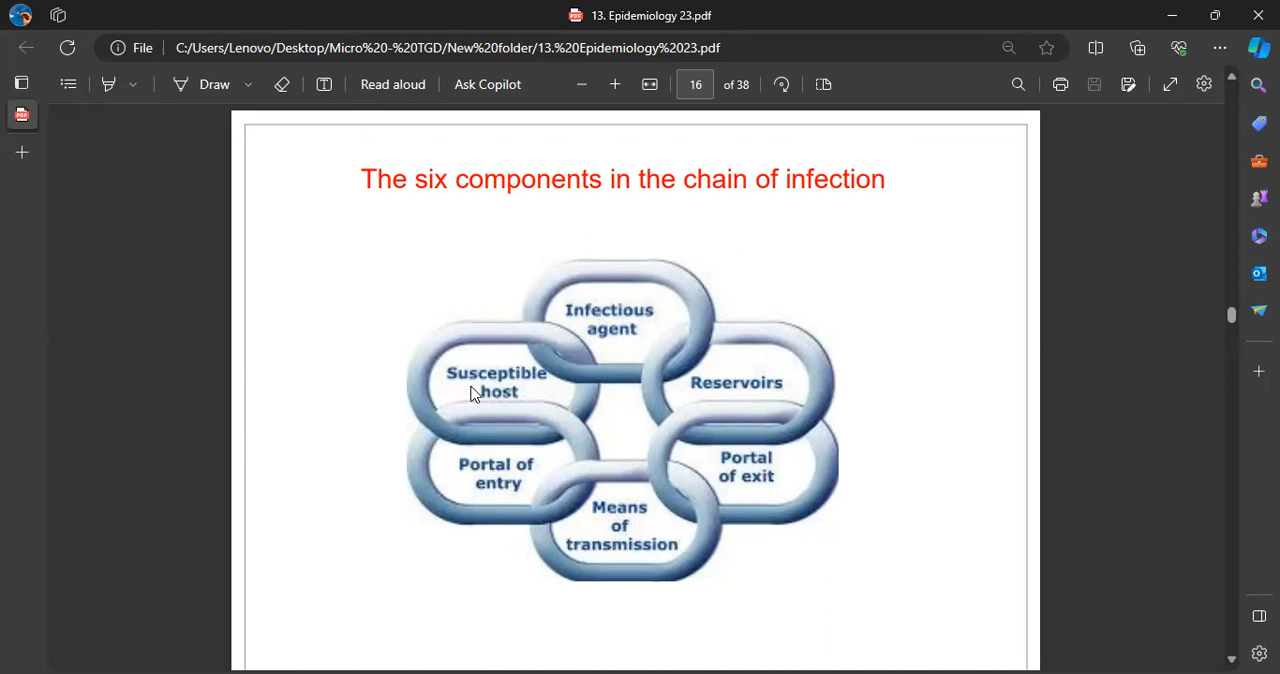 13. Epidemiology 23.pdf
File
C:/Users/Lenovo/Desktop/Micro%20-%20TGD/New%20folder/13.%20Epidemiology%2023.pdf
Draw
Read aloud
Ask Copilot
16 of 38
The six components in the chain of infection
Infectious
agent
Susceptible
host
Reservoirs
Portal of
entry
Portal
of exit
Means
of
transmission